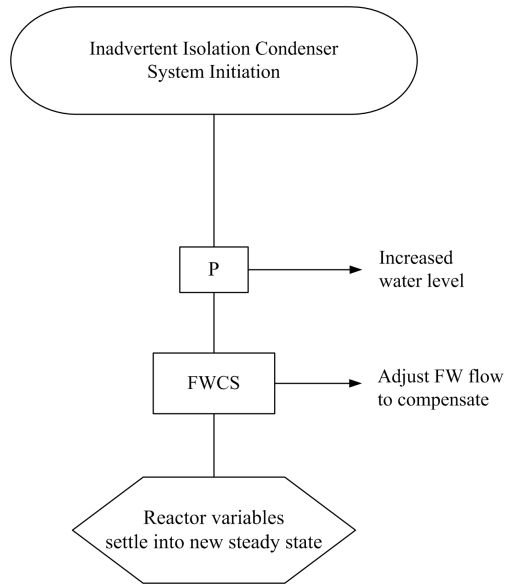 Inadvertent Isolation Condenser
System Initiation
P
Increased
water level
FWCS
Adjust FW flow
to compensate
Reactor variables
settle into new steady state